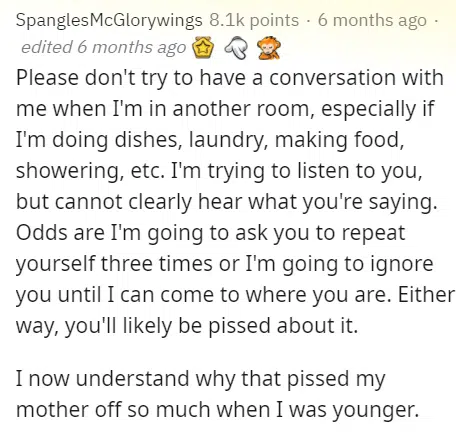 SpanglesMcGlorywings 8.1k points · 6 months ago ·
edited 6 months ago
Please don't try to have a conversation with
me when I'm in another room, especially if
I'm doing dishes, laundry, making food,
showering, etc. I'm trying to listen to you,
but cannot clearly hear what you're saying.
Odds are I'm going to ask you to repeat
yourself three times or I'm going to ignore
you until I can come to where you are. Either
way, you'll likely be pissed about it.
I now understand why that pissed my
mother off so much when I was younger.